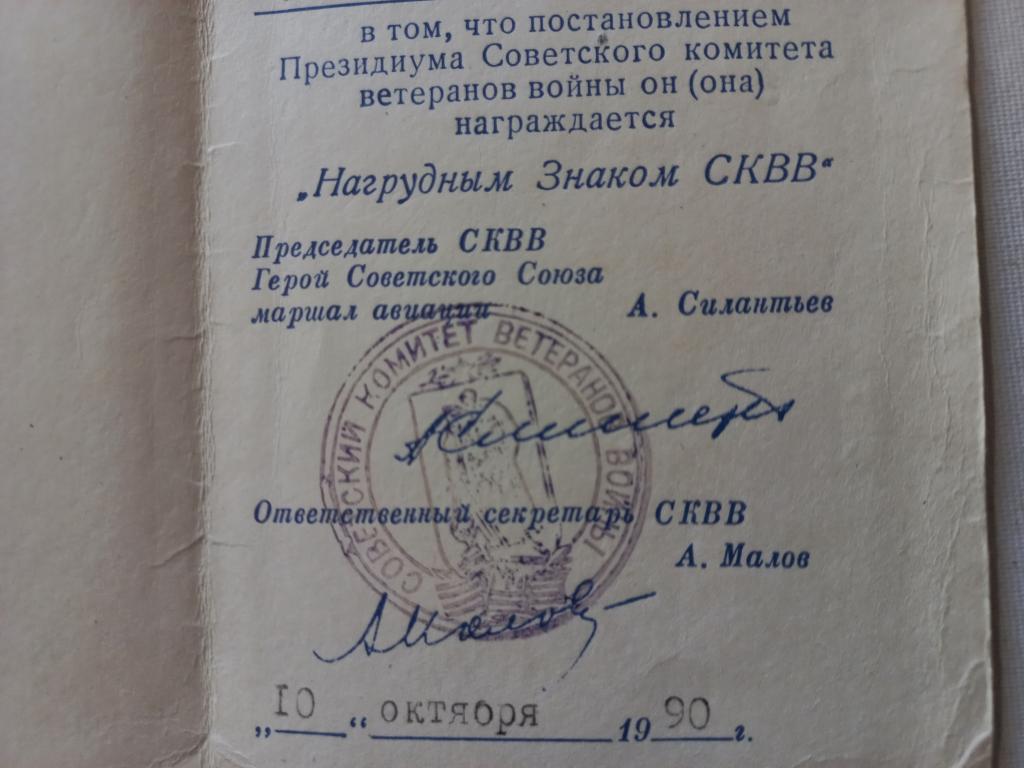 в том, что постановлением
Президиума Советского комитета
ветеранов войны он (она)
награждается
„Нагрудным Знаком СКВВ“
Председатель СКВВ
Герой Советского Союза
маршал авиации А. Силантьев
СОВЕТСКИЙ КОМИТЕТ ВЕТЕРАНОВ ВОЙНЫ
Ответственный секретарь СКВВ
А. Малов
АМалов
„10“ октября 1990 г.